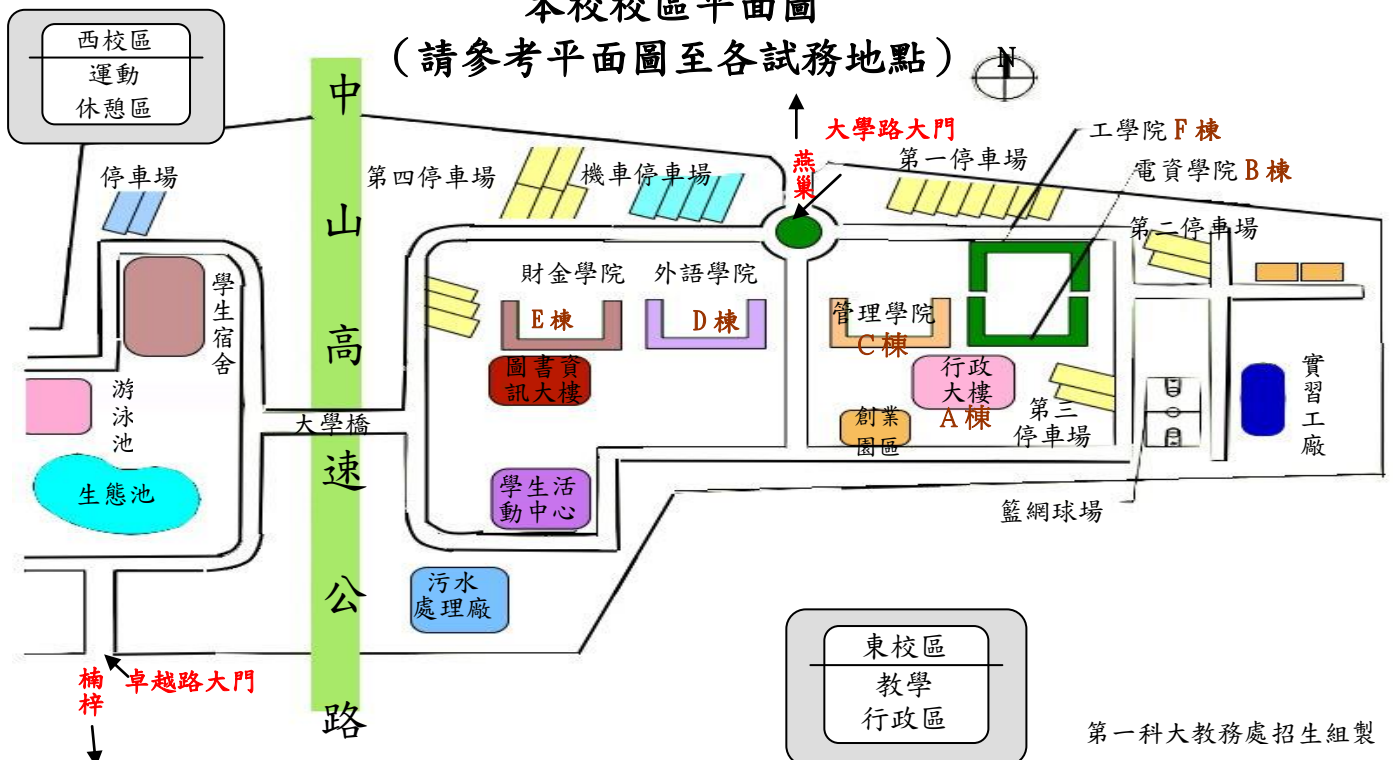 本校校區平面圖
（請參考平面圖至各試務地點）
西校區
運動
休憩區
N
中山高速公路
大學路大門
燕巢
工學院 F棟
電資學院 B棟
停車場
第四停車場
機車停車場
第一停車場
第二停車場
學生宿舍
財金學院
外語學院
E棟
D棟
管理學院
C棟
圖書資
訊大樓
行政
大樓
A棟
第三
停車場
實習工廠
游泳池
大學橋
創業
園區
生態池
學生活
動中心
籃網球場
污水
處理廠
東校區
教學
行政區
楠梓
卓越路大門
第一科大教務處招生組製